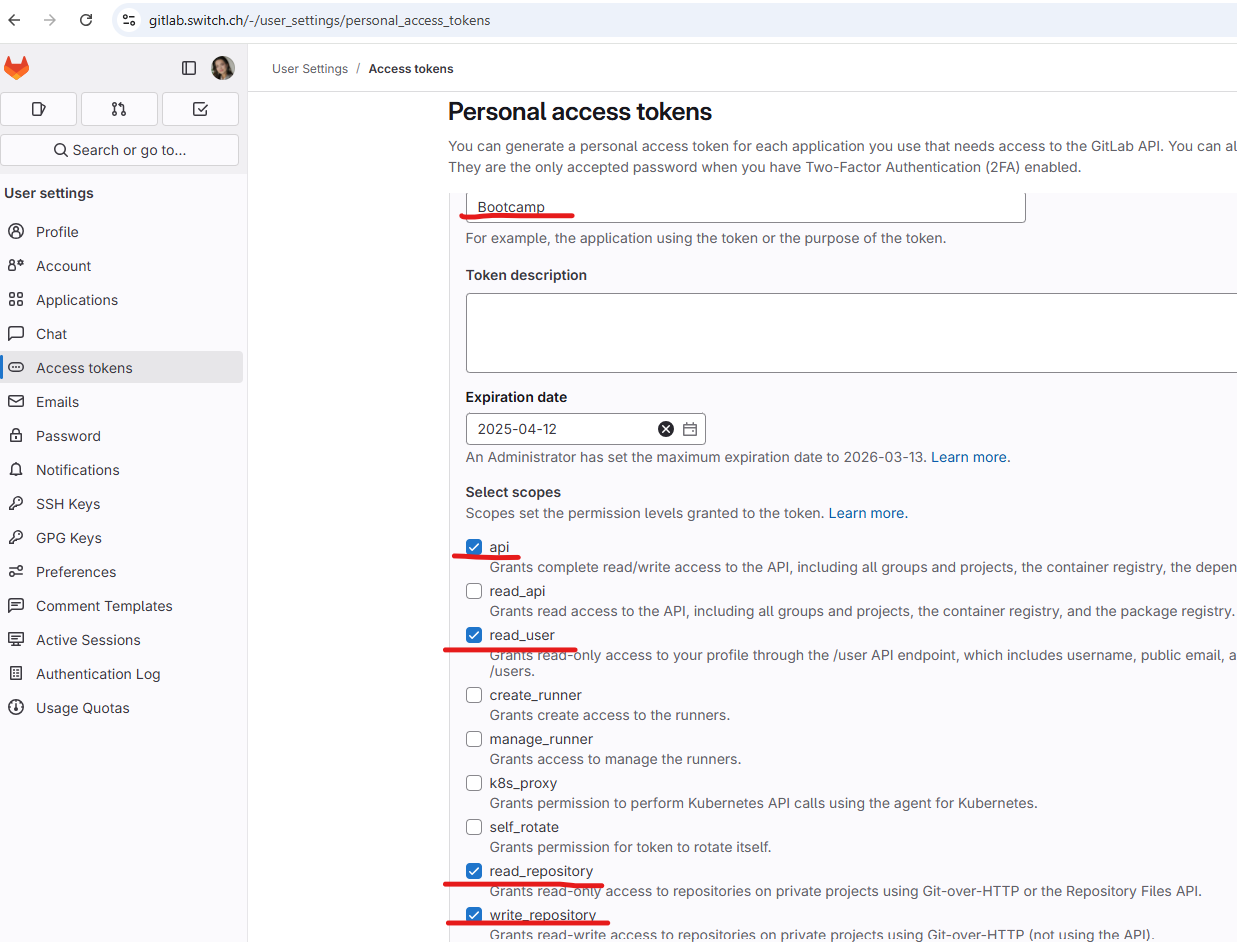 gitlab.switch.ch/-/user_settings/personal_access_tokens
User Settings / Access tokens
Search or go to...
User settings
Profile
Account
Applications
Chat
Access tokens
Emails
Password
Notifications
SSH Keys
GPG Keys
Preferences
Comment Templates
Active Sessions
Authentication Log
Usage Quotas
Personal access tokens
You can generate a personal access token for each application you use that needs access to the GitLab API. You can al
They are the only accepted password when you have Two-Factor Authentication (2FA) enabled.
Bootcamp
For example, the application using the token or the purpose of the token.
Token description
Expiration date
2025-04-12
An Administrator has set the maximum expiration date to 2026-03-13. Learn more.
Select scopes
Scopes set the permission levels granted to the token. Learn more.
api
Grants complete read/write access to the API, including all groups and projects, the container registry, the depen
read_api
Grants read access to the API, including all groups and projects, the container registry, and the package registry.
read_user
Grants read-only access to your profile through the /user API endpoint, which includes username, public email, a
/users.
create_runner
Grants create access to the runners.
manage_runner
Grants access to manage the runners.
k8s_proxy
Grants permission to perform Kubernetes API calls using the agent for Kubernetes.
self_rotate
Grants permission for token to rotate itself.
read_repository
Grants read-only access to repositories on private projects using Git-over-HTTP or the Repository Files API.
write_repository
Grants read-write access to repositories on private projects using Git-over-HTTP (not using the API).